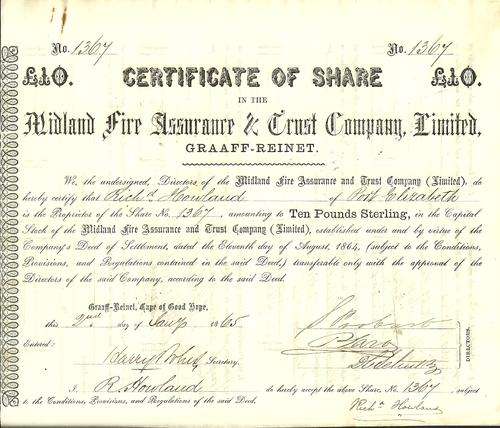 No. 1367 No. 1367
£10. CERTIFICATE OF SHARE £10.
IN THE
Midland Fire Assurance & Trust Company, Limited,
GRAAFF-REINET.
We, the undersigned, Directors of the Midland Fire Assurance and Trust Company (Limited), do
hereby certify that Richd Howland of Port Elizabeth
is the Proprietor of the Share No. 1367, amounting to Ten Pounds Sterling, in the Capital
Stock of the Midland Fire Assurance and Trust Company (Limited), established under and by virtue of the
Company's Deed of Settlement, dated the Eleventh day of August, 1864, (subject to the Conditions,
Provisions, and Regulations contained in the said Deed,) transferable only with the approval of the
Directors of the said Company, according to the said Deed.
Graaff-Reinet, Cape of Good Hope,
this 2nd day of Jany 1865
Entered:
Harry Secretary.
DIRECTORS.
I, R Howland do hereby accept the above Share, No. 1367, subject
to the Conditions, Provisions, and Regulations of the said Deed.
Richd Howland